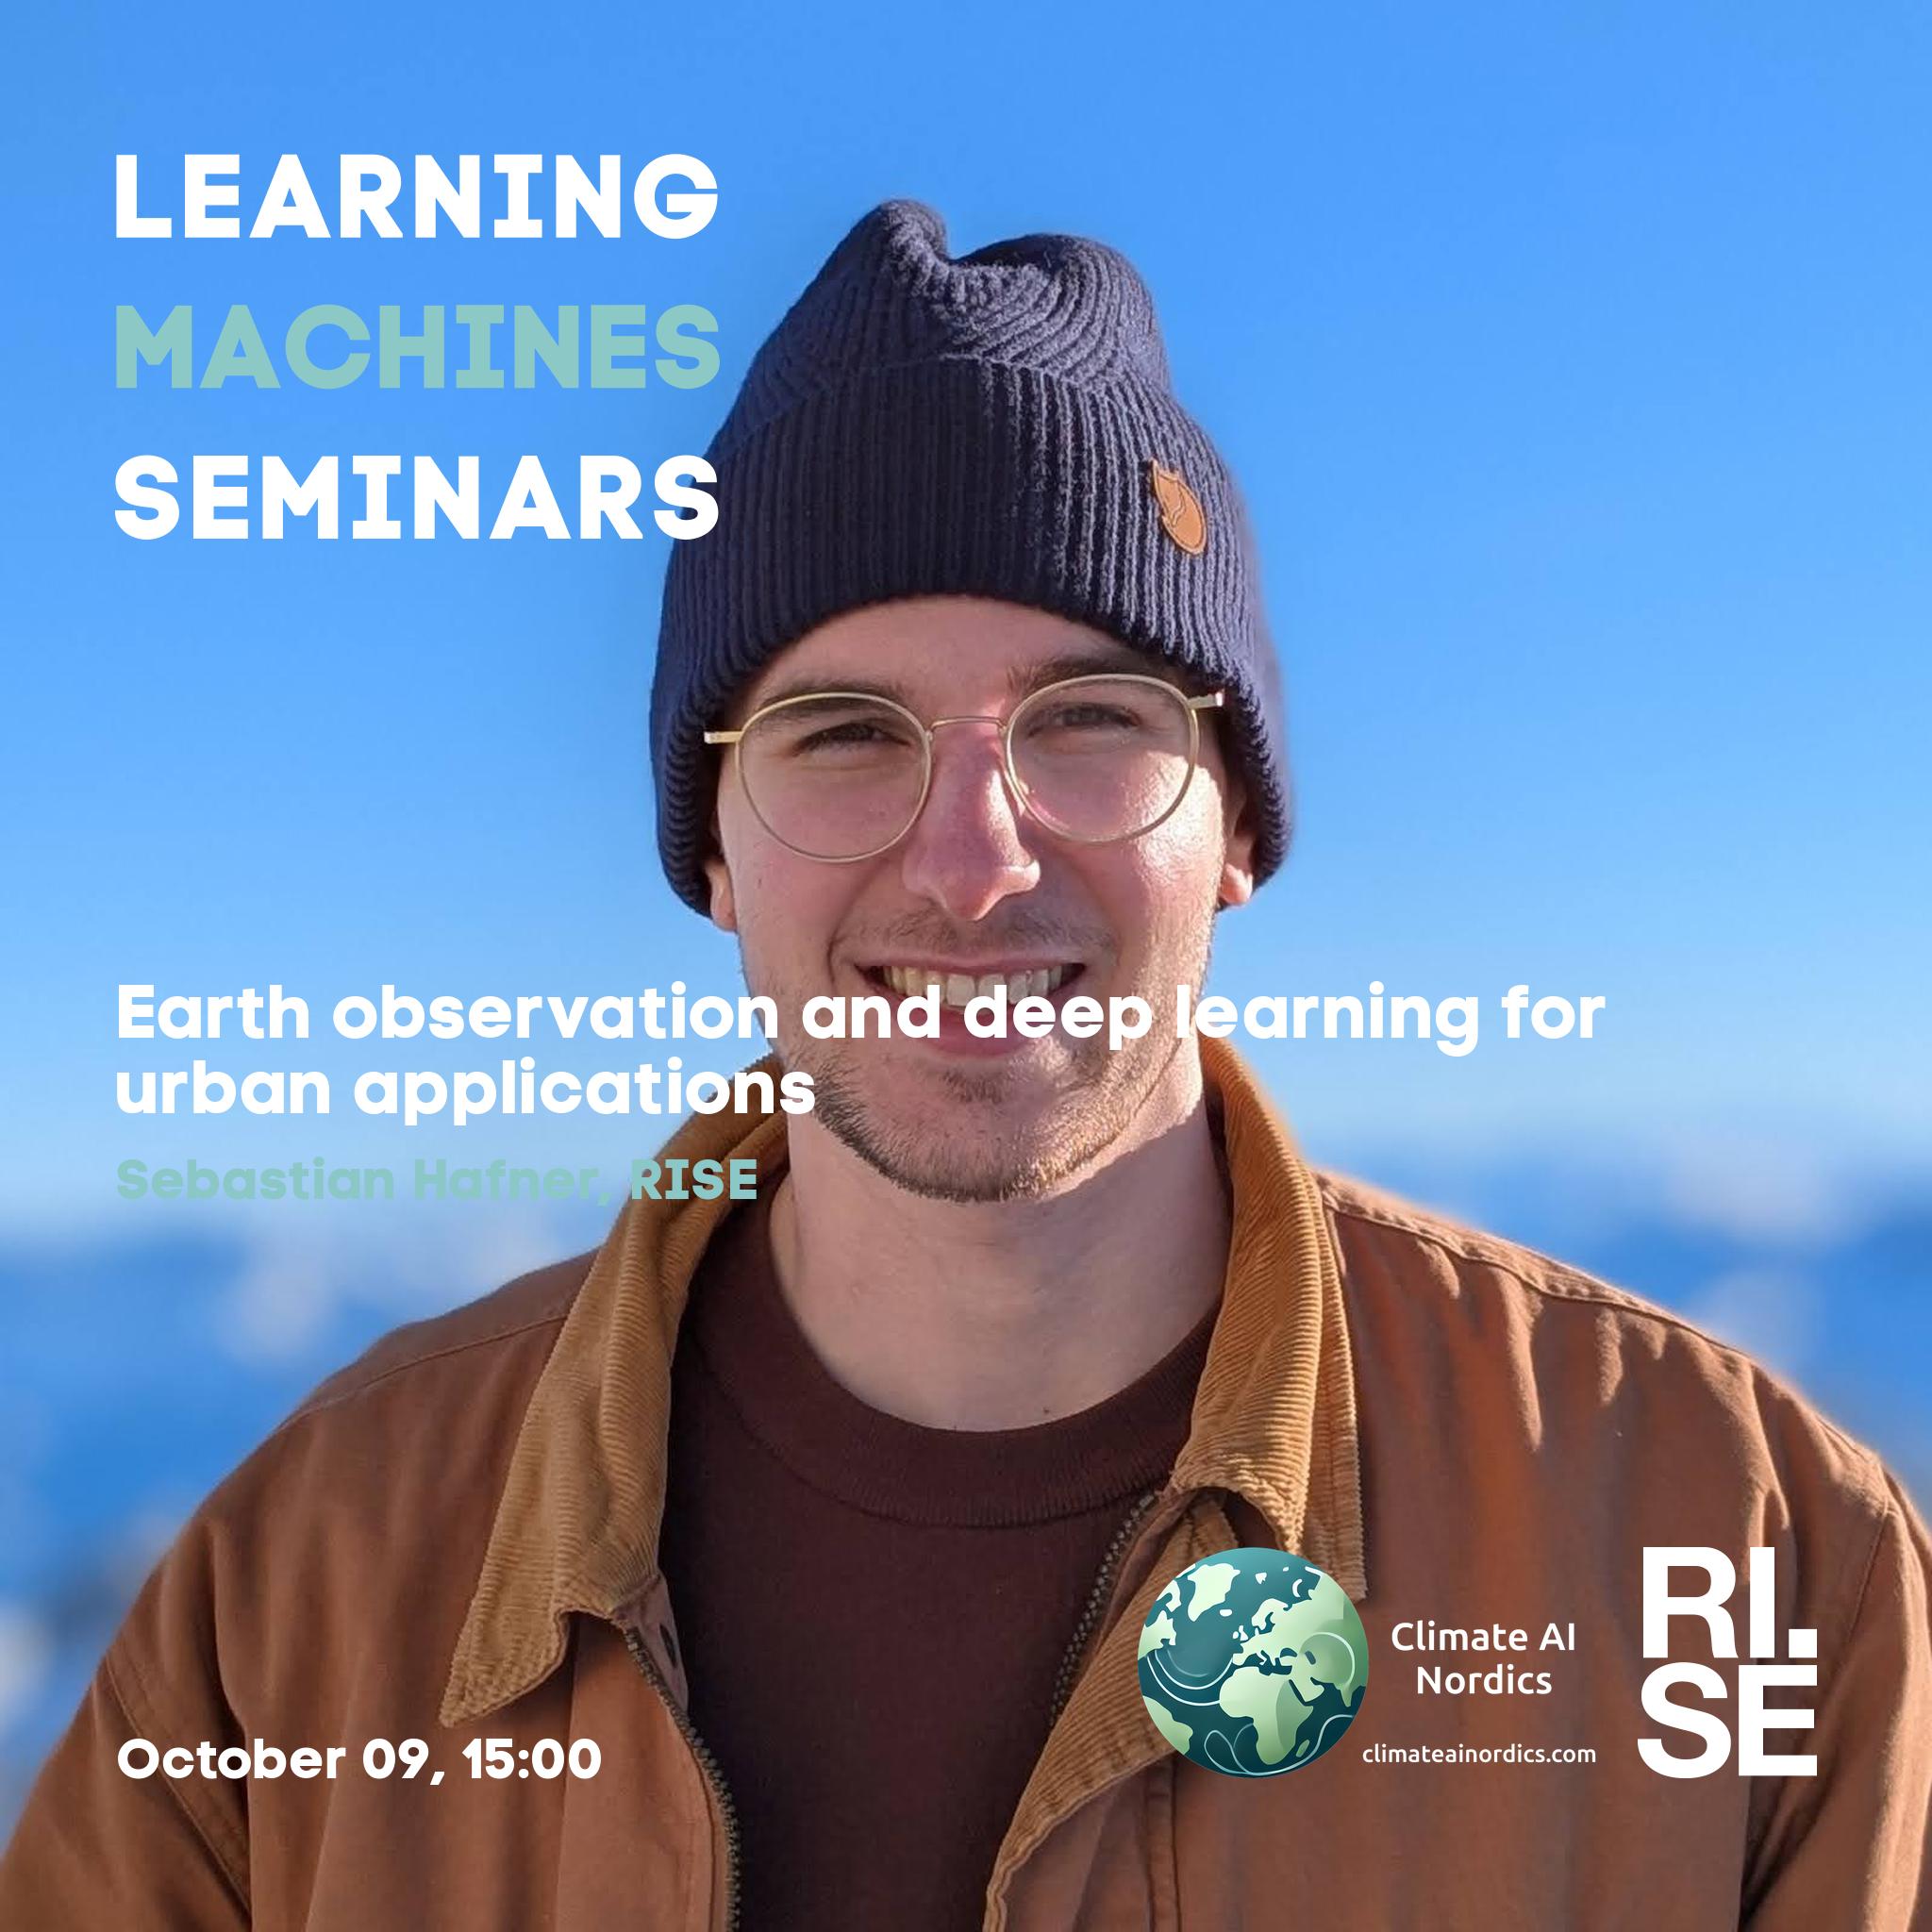 LEARNING
MACHINES
SEMINARS
Earth observation and deep learning for
urban applications
Sebastian Hafner, RISE
October 09, 15:00
Climate AI
Nordics
climateainordics.com
RI.
SE